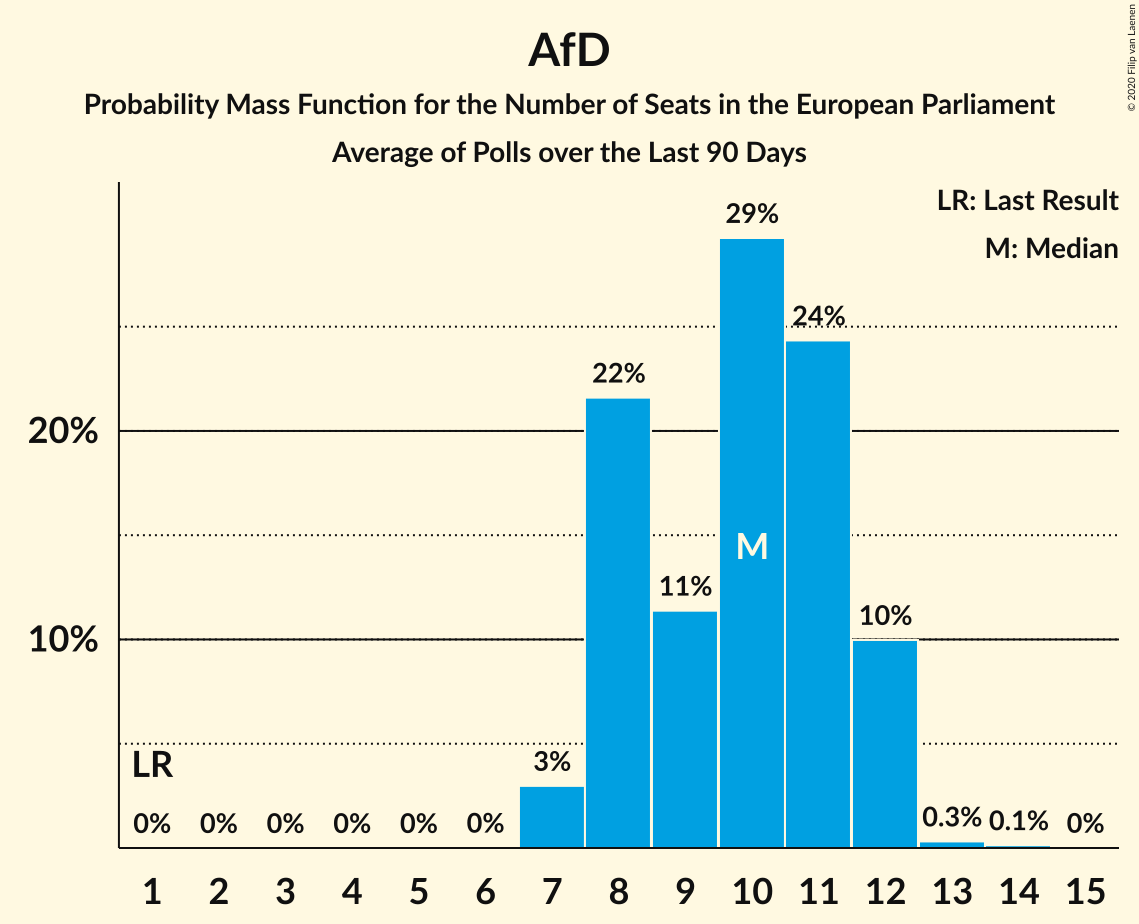 AfD
Probability Mass Function for the Number of Seats in the European Parliament
Average of Polls over the Last 90 Days
© 2020 Filip van Laenen
LR: Last Result
M: Median
29%
24%
22%
20%
M
11%
10%
10%
LR
3%
0% 0% 0% 0% 0% 0% 0.3% 0.1% 0%
1 2 3 4 5 6 7 8 9 10 11 12 13 14 15